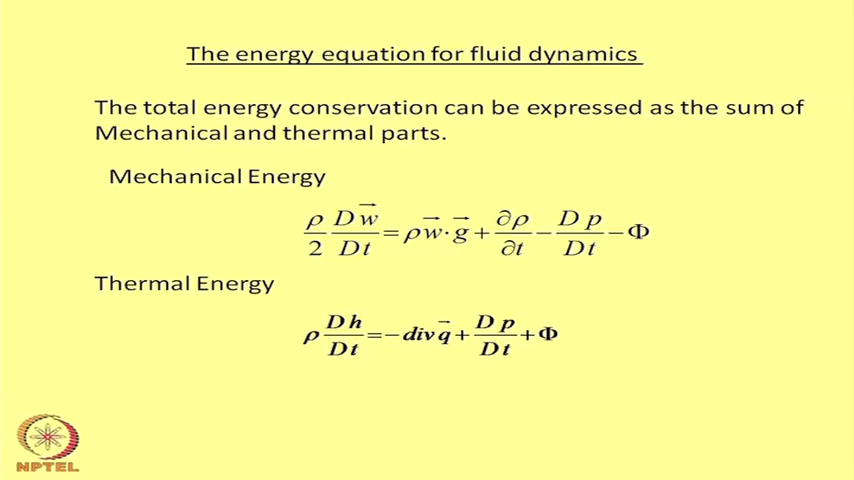 The energy equation for fluid dynamics
The total energy conservation can be expressed as the sum of
Mechanical and thermal parts.
Mechanical Energy
ρ/2 Dw⃗/Dt = ρw⃗·g⃗ + ∂ρ/∂t − Dp/Dt − Φ
Thermal Energy
ρ Dh/Dt = −div q⃗ + Dp/Dt + Φ
NPTEL